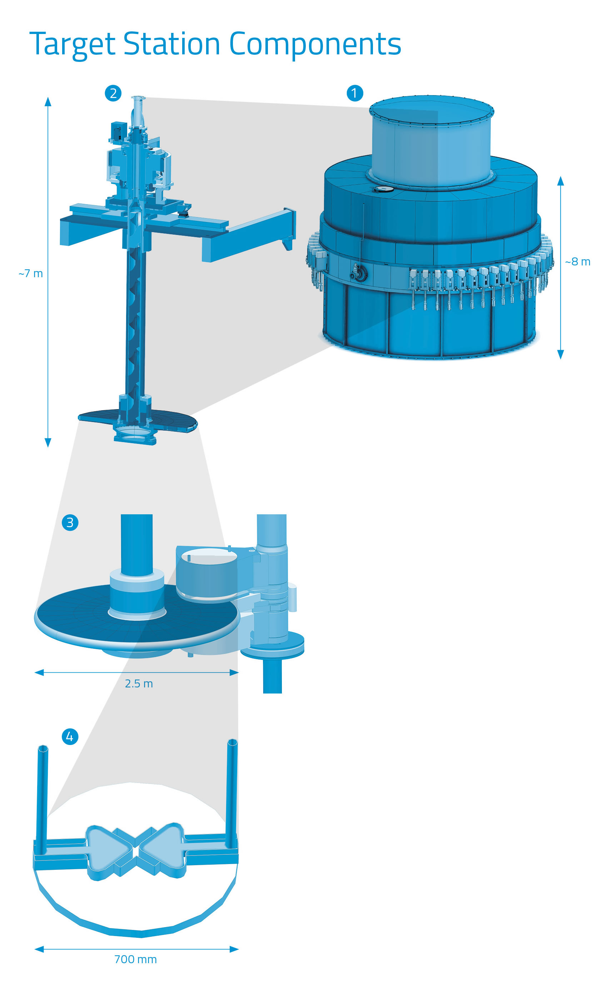 Target Station Components
2
1
~7 m
~8 m
3
2.5 m
4
700 mm